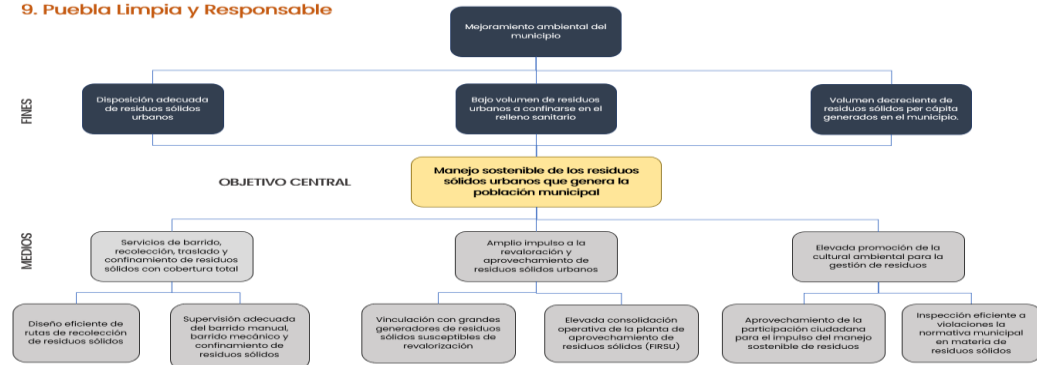 9. Puebla Limpia y Responsable
Mejoramiento ambiental del
municipio
FINES
Disposición adecuada
de residuos sólidos
urbanos
Bajo volumen de residuos
urbanos a confinarse en el
relleno sanitario
Volumen decreciente de
residuos sólidos per cápita
generados en el municipio.
OBJETIVO CENTRAL
Manejo sostenible de los residuos
sólidos urbanos que genera la
población municipal
MEDIOS
Servicios de barrido,
recolección, traslado y
confinamiento de residuos
sólidos con cobertura total
Amplio impulso a la
revaloración y
aprovechamiento de
residuos sólidos urbanos
Elevada promoción de la
cultural ambiental para la
gestión de residuos
Diseño eficiente de
rutas de recolección
de residuos sólidos
Supervisión adecuada
del barrido manual,
barrido mecánico y
confinamiento de
residuos sólidos
Vinculación con grandes
generadores de residuos
sólidos susceptibles de
revalorización
Elevada consolidación
operativa de la planta de
aprovechamiento de
residuos sólidos (FIRSU)
Aprovechamiento de la
participación ciudadana
para el impulso del manejo
sostenible de residuos
Inspección eficiente a
violaciones la
normativa municipal
en materia de
residuos sólidos